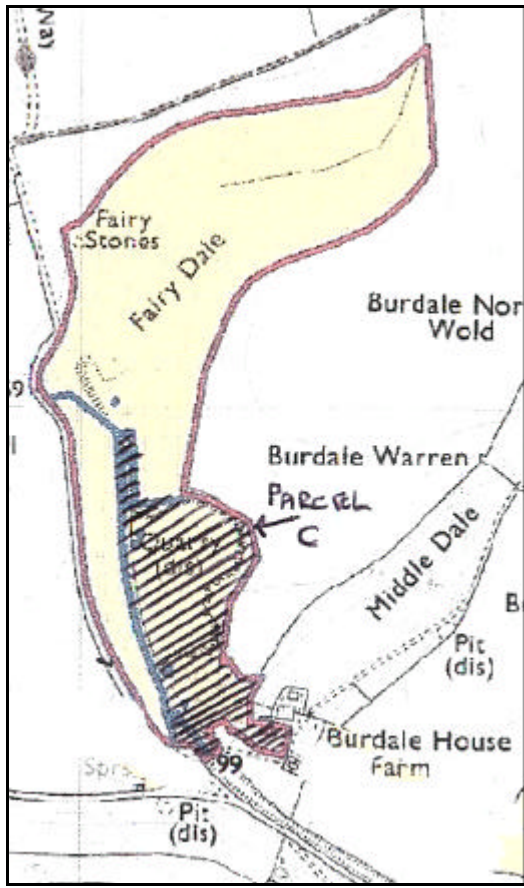 Way
Fairy
Stones
Fairy Dale
Burdale Nor
Wold
39
Burdale Warren
PARCEL
C
Quarry
(dis)
Middle Dale
B
Pit
(dis)
Burdale House
Farm
99
Sprs
Pit
(dis)